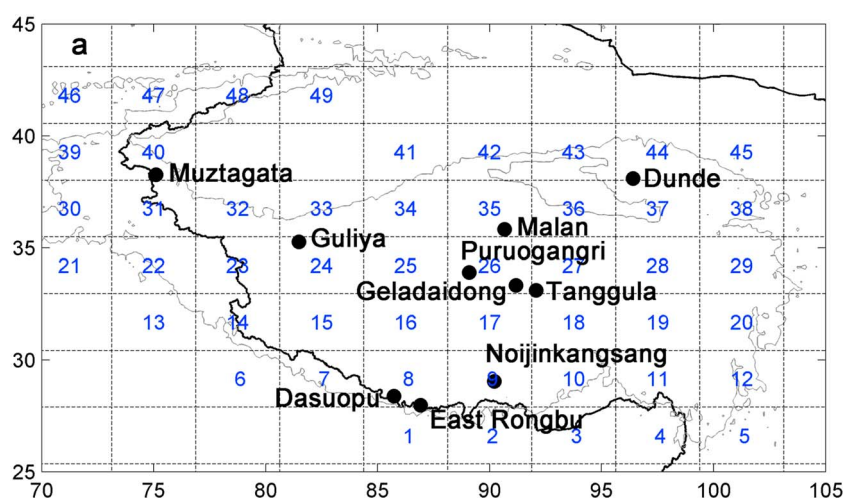 45
a
46 47 48 49
40
39 40 41 42 43 44 45
Muztagata Dunde
30 31 32 33 34 35 36 37 38
35
Guliya Malan
Puruogangri
21 22 23 24 25 26 27 28 29
Geladaidong Tanggula
13 14 15 16 17 18 19 20
30
Noijinkangsang
6 7 8 9 10 11 12
Dasuopu
East Rongbu
1 2 3 4 5
25
70 75 80 85 90 95 100 105